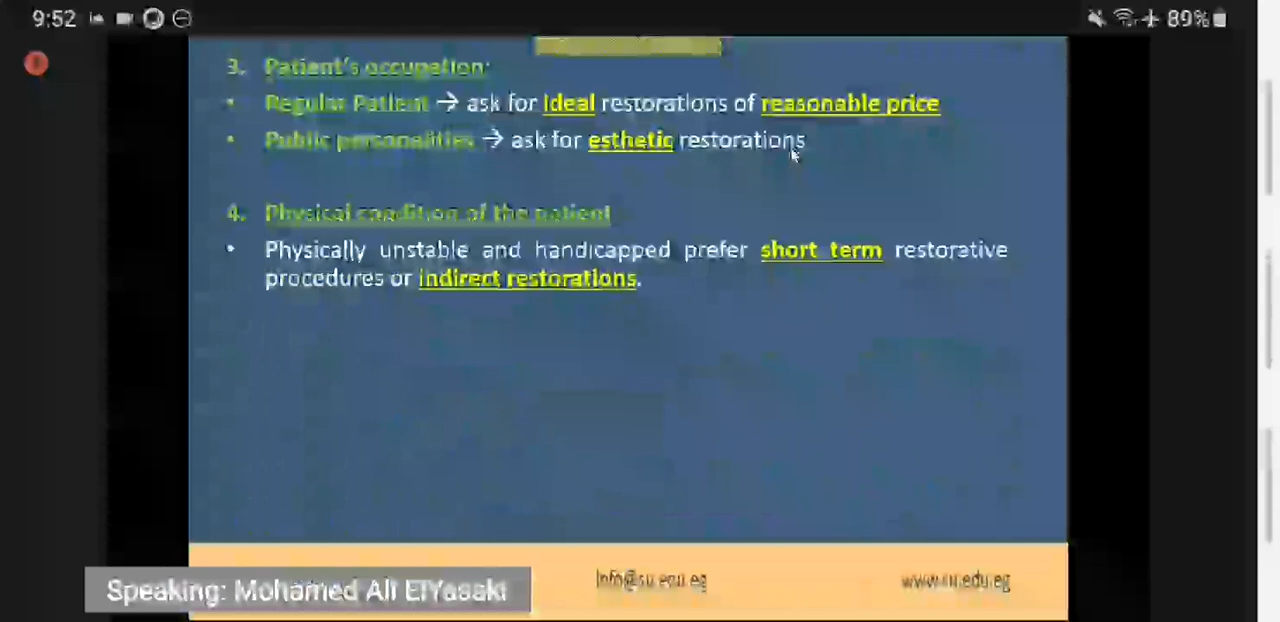 9:52
89%
3. Patient's occupation:
• Regular Patient → ask for ideal restorations of reasonable price
• Public personalities → ask for esthetic restorations
4. Physical condition of the patient
• Physically unstable and handicapped prefer short term restorative
procedures or indirect restorations.
Speaking: Mohamed Ali ElYasaki
Info@su.edu.eg
www.su.edu.eg